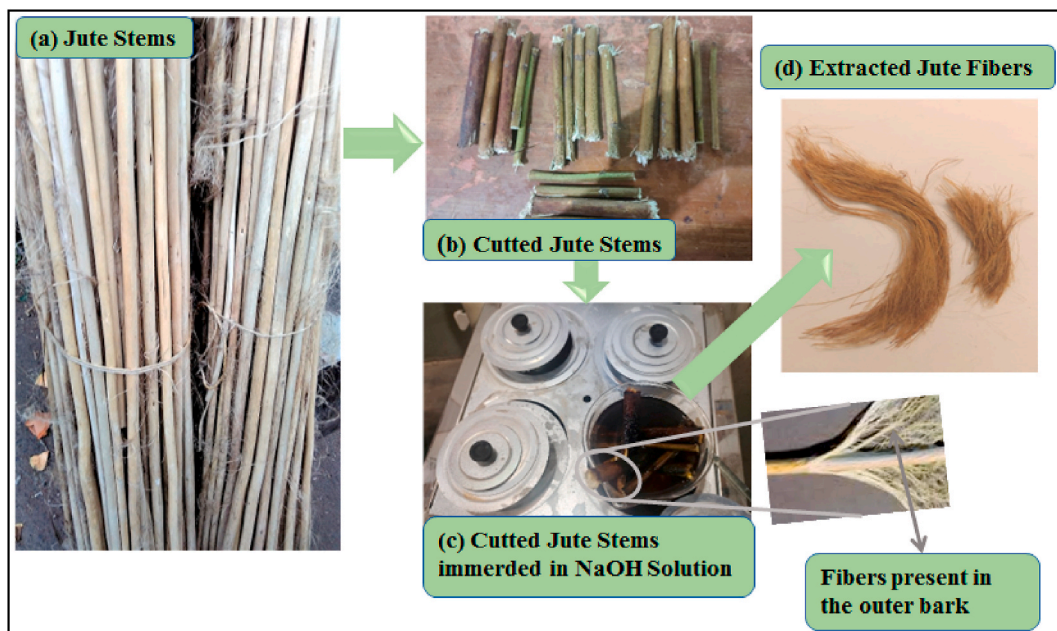 (a) Jute Stems
(b) Cutted Jute Stems
(c) Cutted Jute Stems
immerded in NaOH Solution
(d) Extracted Jute Fibers
Fibers present in
the outer bark